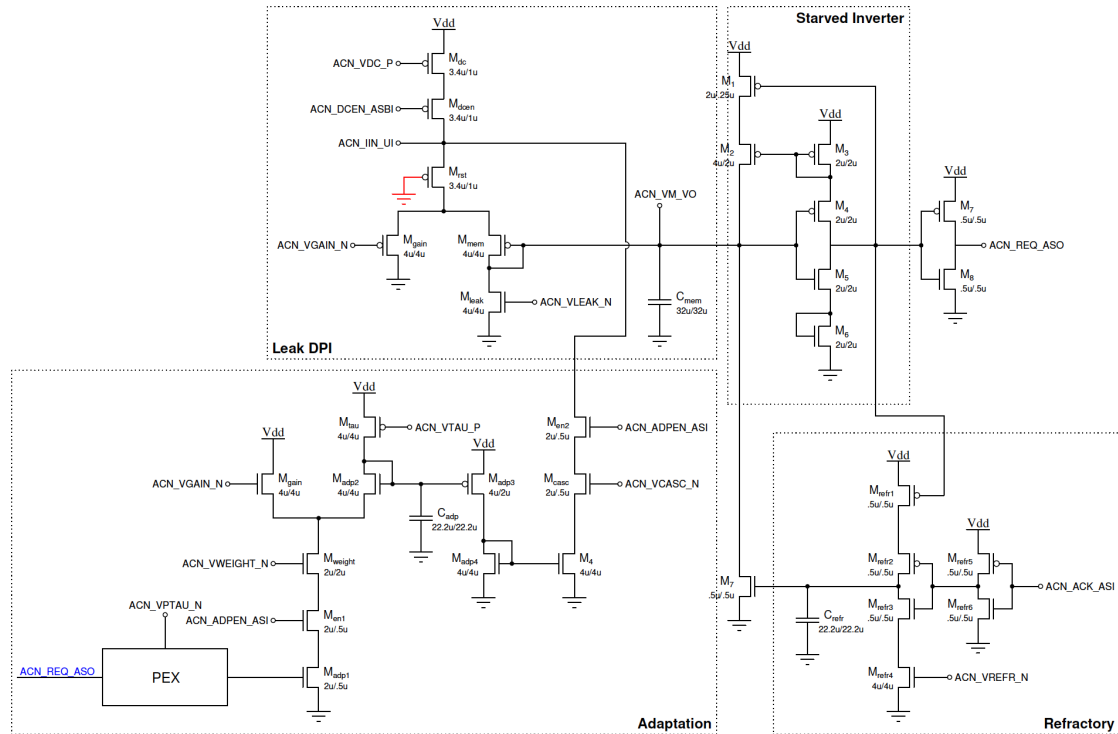 Starved Inverter
Vdd
ACN_VDC_P
Mdc
3.4u/1u
ACN_DCEN_ASBI
Mdcen
3.4u/1u
ACN_IIN_UI
Mrst
3.4u/1u
ACN_VGAIN_N
Mgain
4u/4u
Mmem
4u/4u
Mleak
4u/4u
ACN_VLEAK_N
ACN_VM_VO
Cmem
32u/32u
Leak DPI
Vdd
M1
2u/.25u
M2
4u/2u
Vdd
M3
2u/2u
M4
2u/2u
M5
2u/2u
M6
2u/2u
Vdd
M7
.5u/.5u
ACN_REQ_ASO
M8
.5u/.5u
Vdd
Mtau
4u/4u
ACN_VTAU_P
Vdd
ACN_VGAIN_N
Mgain
4u/4u
Madp2
4u/4u
Cadp
22.2u/22.2u
Vdd
Madp3
4u/2u
Madp4
4u/4u
Men2
2u/.5u
ACN_ADPEN_ASI
Mcasc
2u/.5u
ACN_VCASC_N
M4
4u/4u
ACN_VWEIGHT_N
Mweight
2u/2u
ACN_VPTAU_N
ACN_ADPEN_ASI
Men1
2u/.5u
ACN_REQ_ASO
PEX
Madp1
2u/.5u
Adaptation
Vdd
Mrefr1
.5u/.5u
Vdd
Mrefr2
.5u/.5u
Mrefr5
.5u/.5u
ACN_ACK_ASI
M7
.5u/.5u
Crefr
22.2u/22.2u
Mrefr3
.5u/.5u
Mrefr6
.5u/.5u
Mrefr4
4u/4u
ACN_VREFR_N
Refractory